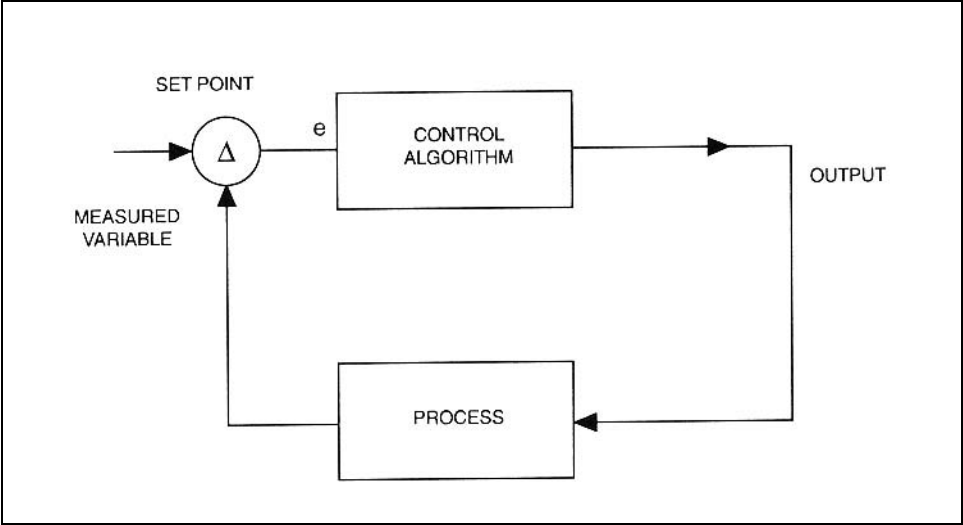 SET POINT
Δ
e
CONTROL
ALGORITHM
OUTPUT
MEASURED
VARIABLE
PROCESS